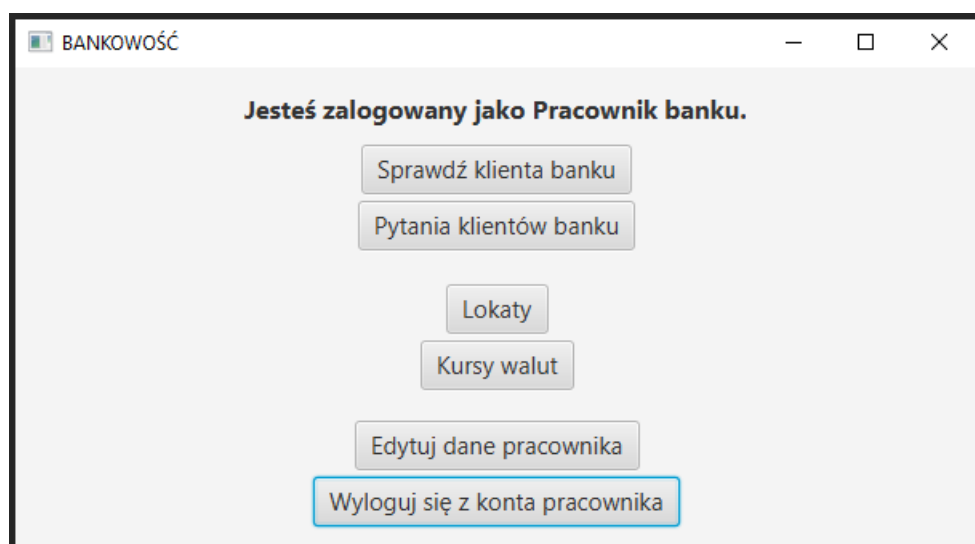 BANKOWOŚĆ
Jesteś zalogowany jako Pracownik banku.
Sprawdź klienta banku
Pytania klientów banku
Lokaty
Kursy walut
Edytuj dane pracownika
Wyloguj się z konta pracownika